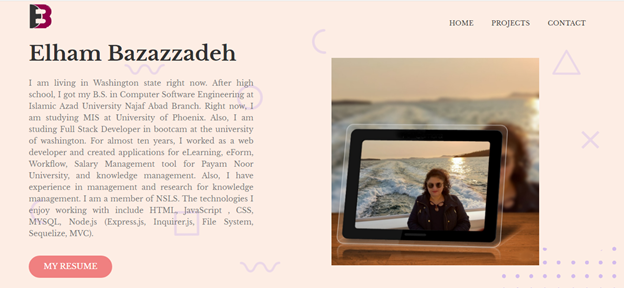 EB
HOME PROJECTS CONTACT
Elham Bazazzadeh
I am living in Washington state right now. After high
school, I got my B.S. in Computer Software Engineering at
Islamic Azad University Najaf Abad Branch. Right now, I
am studying MIS at University of Phoenix. Also, I am
studing Full Stack Developer in bootcam at the university
of washington. For almost ten years, I worked as a web
developer and created applications for eLearning, eForm,
Workflow, Salary Management tool for Payam Noor
University, and knowledge management. Also, I have
experience in management and research for knowledge
management. I am a member of NSLS. The technologies I
enjoy working with include HTML, JavaScript , CSS,
MYSQL, Node.js (Express.js, Inquirer.js, File System,
Sequelize, MVC).
MY RESUME